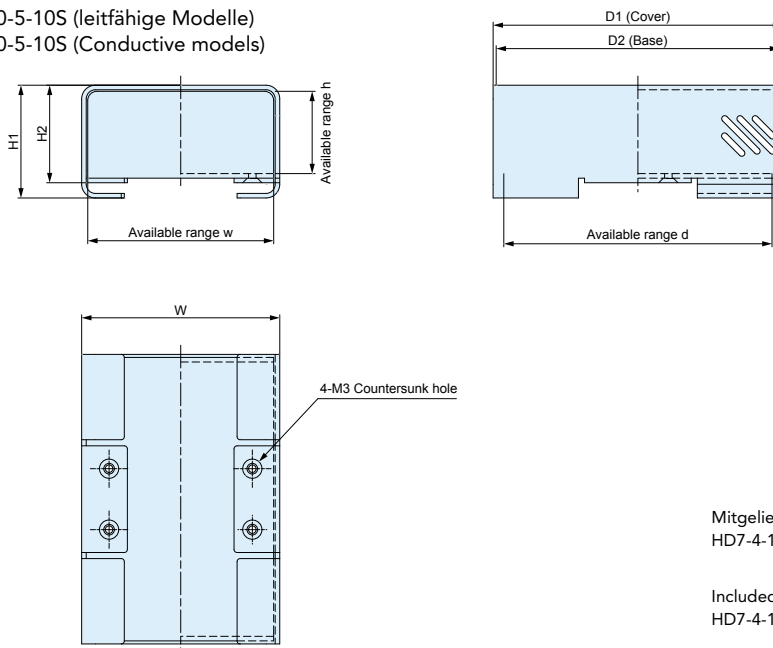 0-5-10S (leitfähige Modelle)
0-5-10S (Conductive models)
D1 (Cover)
D2 (Base)
H1
H2
Available range h
Available range w
Available range d
W
4-M3 Countersunk hole
Mitgelie
HD7-4-1
Included
HD7-4-1